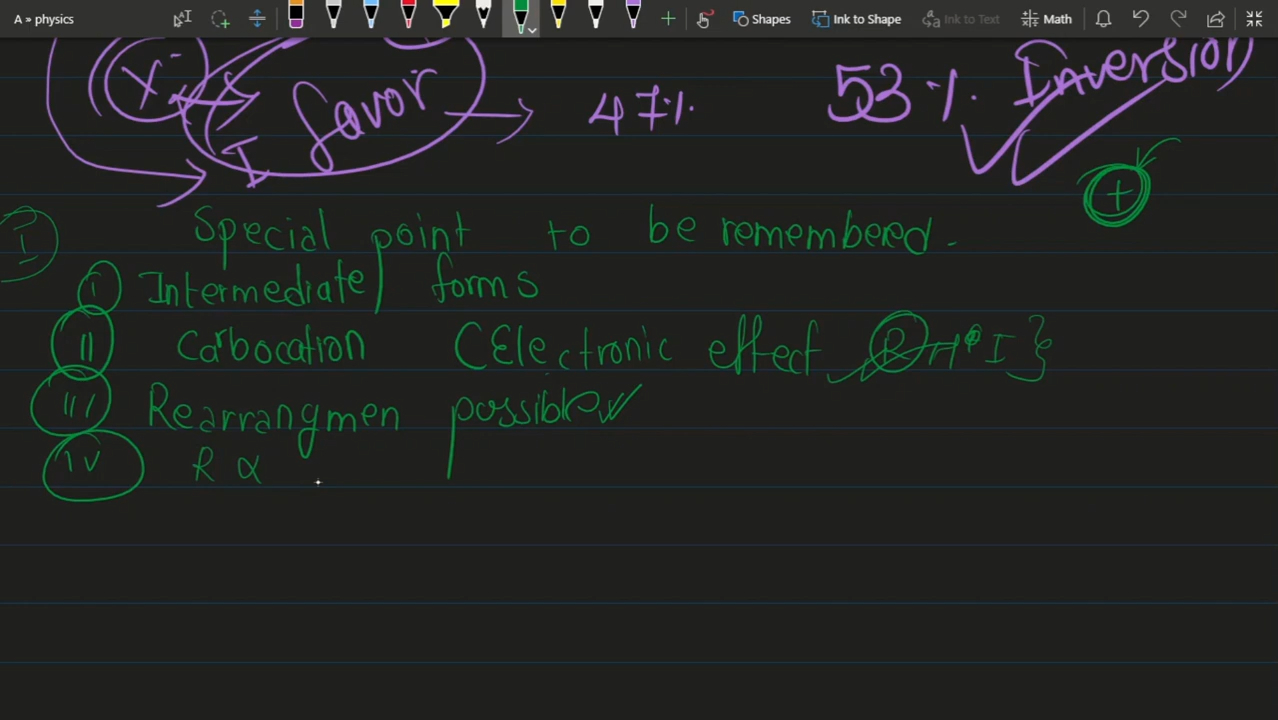 A » physics
Shapes Ink to Shape Ink to Text Math
X - I favor → 47% 53% Inversion
+
I Special point to be remembered.
i Intermediate forms
II Carbocation (Electronic effect R H I }
III Rearrangmen possible
iv R α